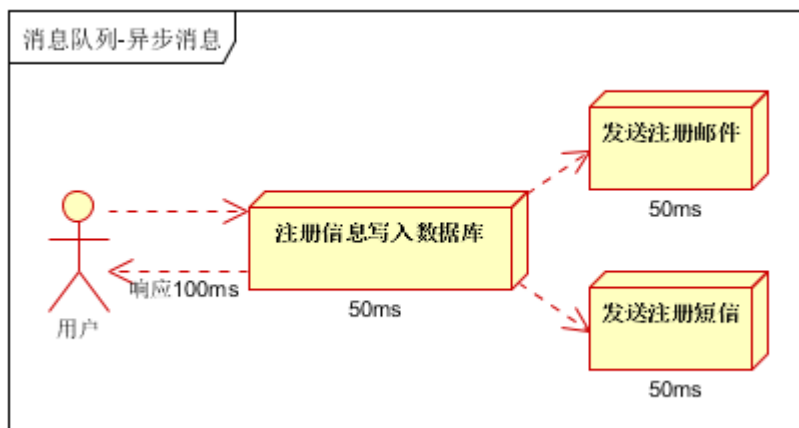 消息队列-异步消息
发送注册邮件
50ms
注册信息写入数据库
响应100ms
50ms
用户
发送注册短信
50ms